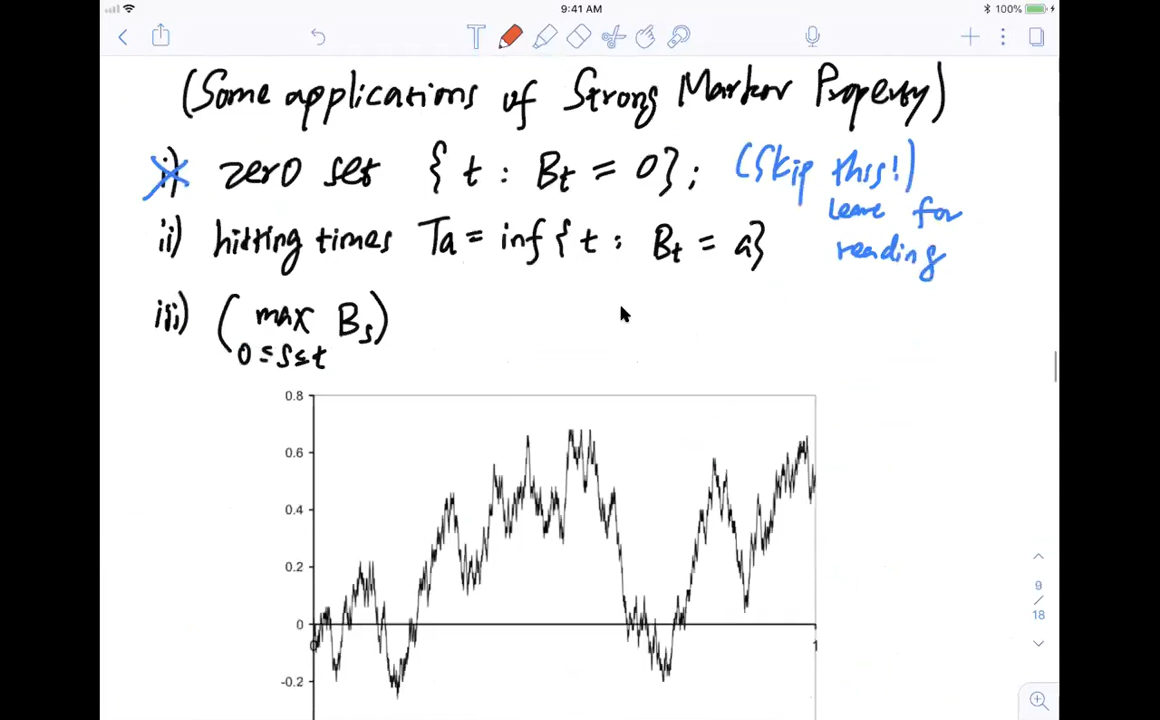 9:41 AM
100%
(Some applications of Strong Markov Property)
i) zero set { t : Bt = 0}; (Skip this!)
leave for
ii) hitting times Ta = inf { t : Bt = a}
reading
iii) ( max Bs )
0 ≤ s ≤ t
0.8
0.6
0.4
0.2
0
0
1
-0.2
9
/
18